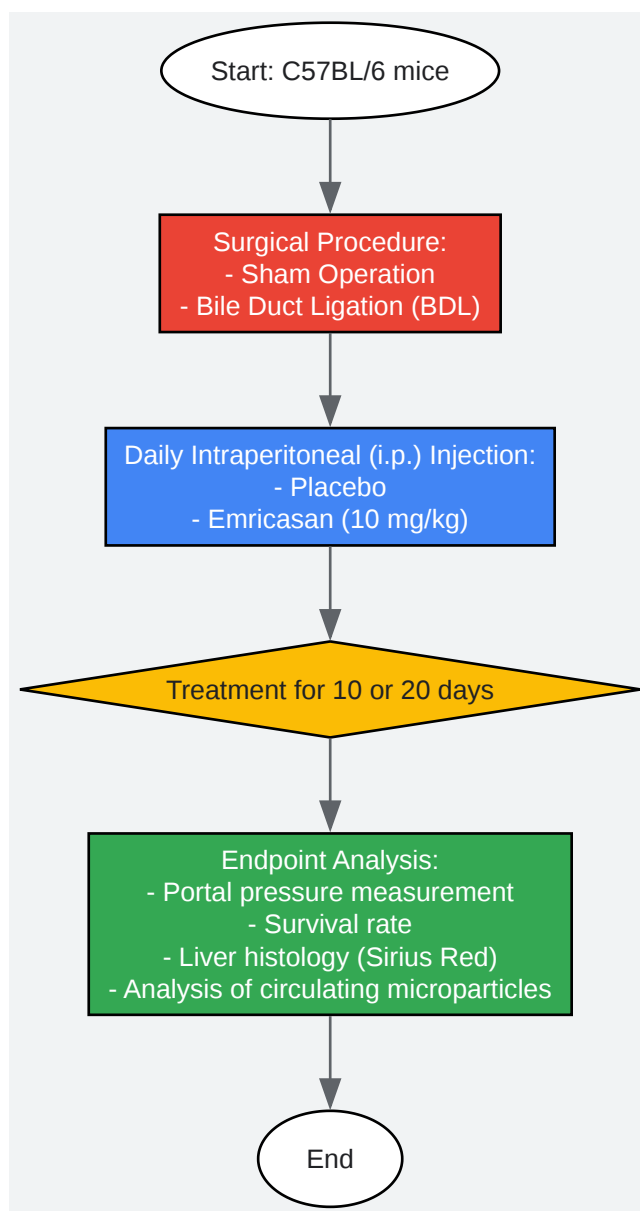 Start: C57BL/6 mice
Surgical Procedure:
- Sham Operation
- Bile Duct Ligation (BDL)
Daily Intraperitoneal (i.p.) Injection:
- Placebo
- Emricasan (10 mg/kg)
Treatment for 10 or 20 days
Endpoint Analysis:
- Portal pressure measurement
- Survival rate
- Liver histology (Sirius Red)
- Analysis of circulating microparticles
End